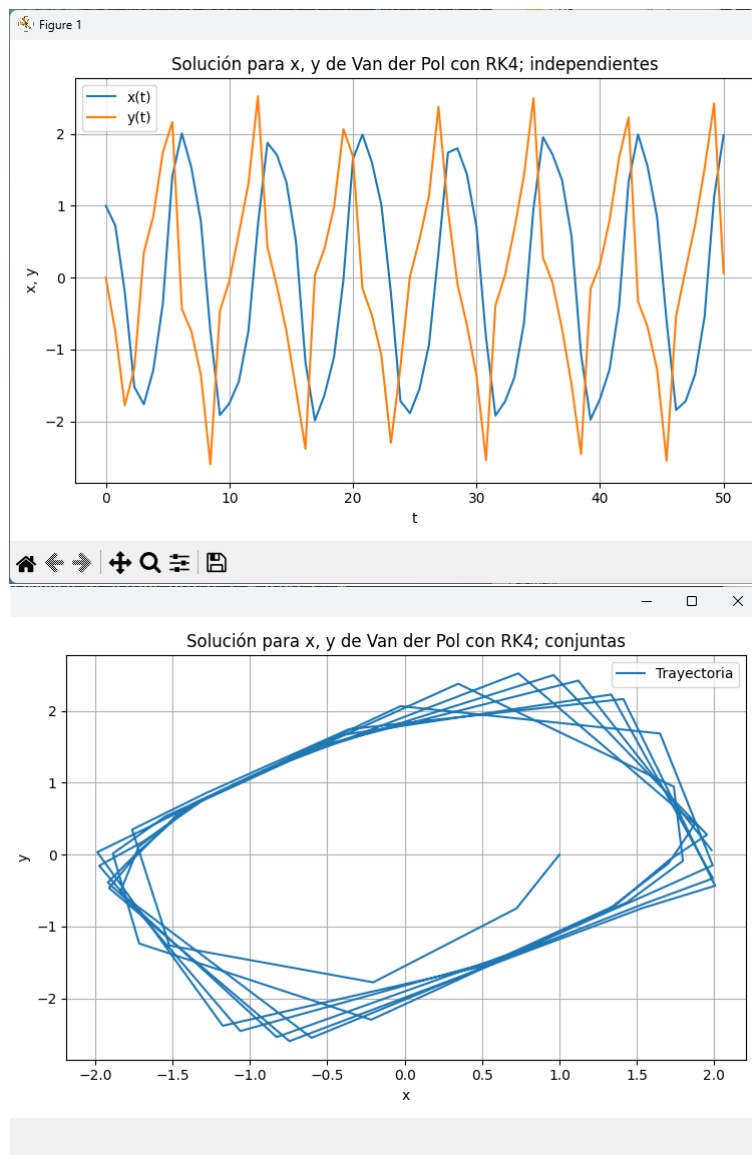 Figure 1
Solución para x, y de Van der Pol con RK4; independientes
x(t)
y(t)
x, y
2
1
0
−1
−2
0 10 20 30 40 50
t
Solución para x, y de Van der Pol con RK4; conjuntas
Trayectoria
y
2
1
0
−1
−2
−2.0 −1.5 −1.0 −0.5 0.0 0.5 1.0 1.5 2.0
x